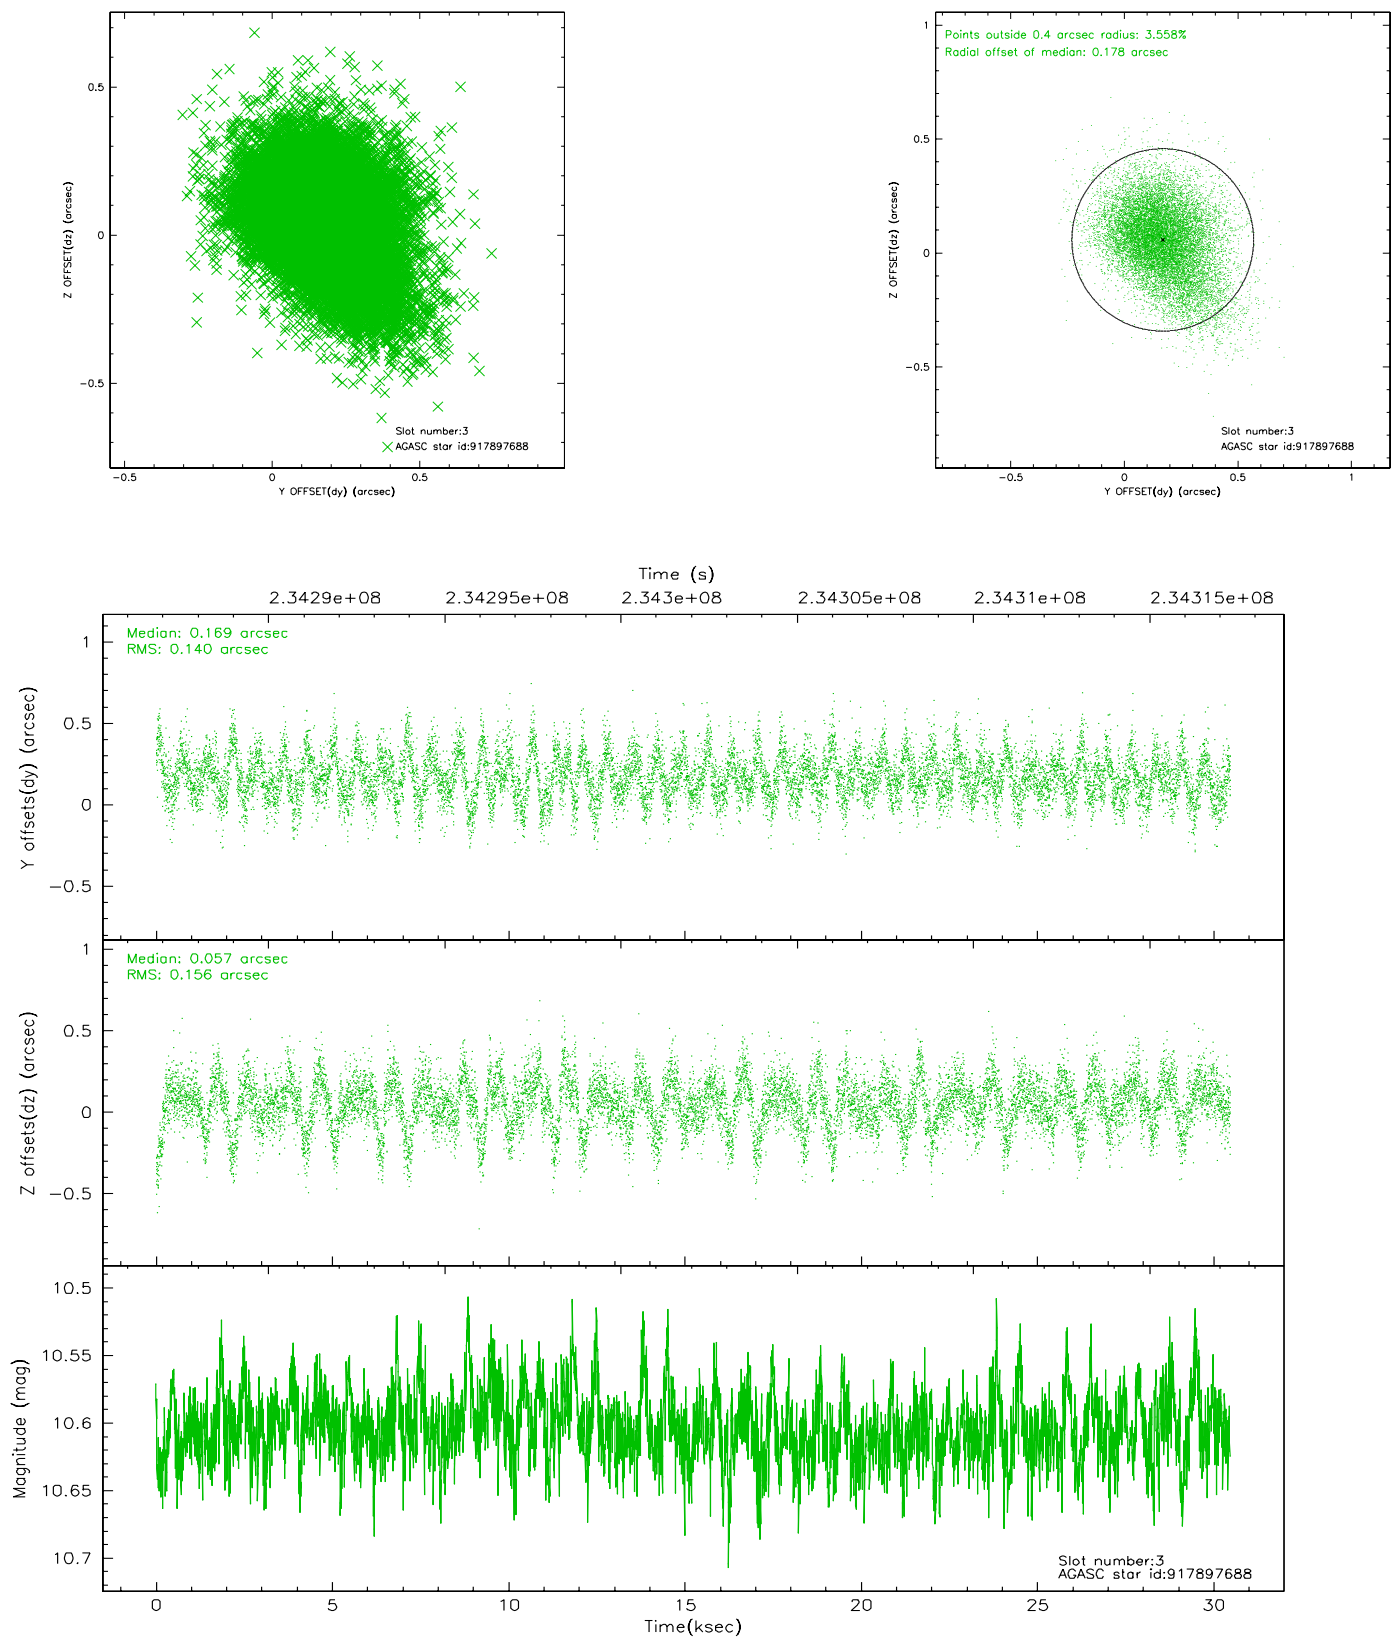 0.5
0
−0.5
Z OFFSET(dz) (arcsec)
Slot number:3
AGASC star id:917897688
−0.5 0 0.5
Y OFFSET(dy) (arcsec)
Points outside 0.4 arcsec radius: 3.558%
Radial offset of median: 0.178 arcsec
1
0.5
0
−0.5
Z OFFSET(dz) (arcsec)
Slot number:3
AGASC star id:917897688
−0.5 0 0.5 1
Y OFFSET(dy) (arcsec)
Time (s)
2.3429e+08 2.34295e+08 2.343e+08 2.34305e+08 2.3431e+08 2.34315e+08
Median: 0.169 arcsec
RMS: 0.140 arcsec
1
0.5
0
−0.5
Y offsets(dy) (arcsec)
Median: 0.057 arcsec
RMS: 0.156 arcsec
1
0.5
0
−0.5
Z offsets(dz) (arcsec)
10.5
10.55
10.6
10.65
10.7
Magnitude (mag)
Slot number:3
AGASC star id:917897688
0 5 10 15 20 25 30
Time(ksec)